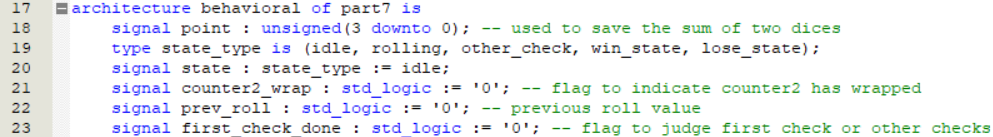 17 architecture behavioral of part7 is
18 signal point : unsigned(3 downto 0); -- used to save the sum of two dices
19 type state_type is (idle, rolling, other_check, win_state, lose_state);
20 signal state : state_type := idle;
21 signal counter2_wrap : std_logic := '0'; -- flag to indicate counter2 has wrapped
22 signal prev_roll : std_logic := '0'; -- previous roll value
23 signal first_check_done : std_logic := '0'; -- flag to judge first check or other checks